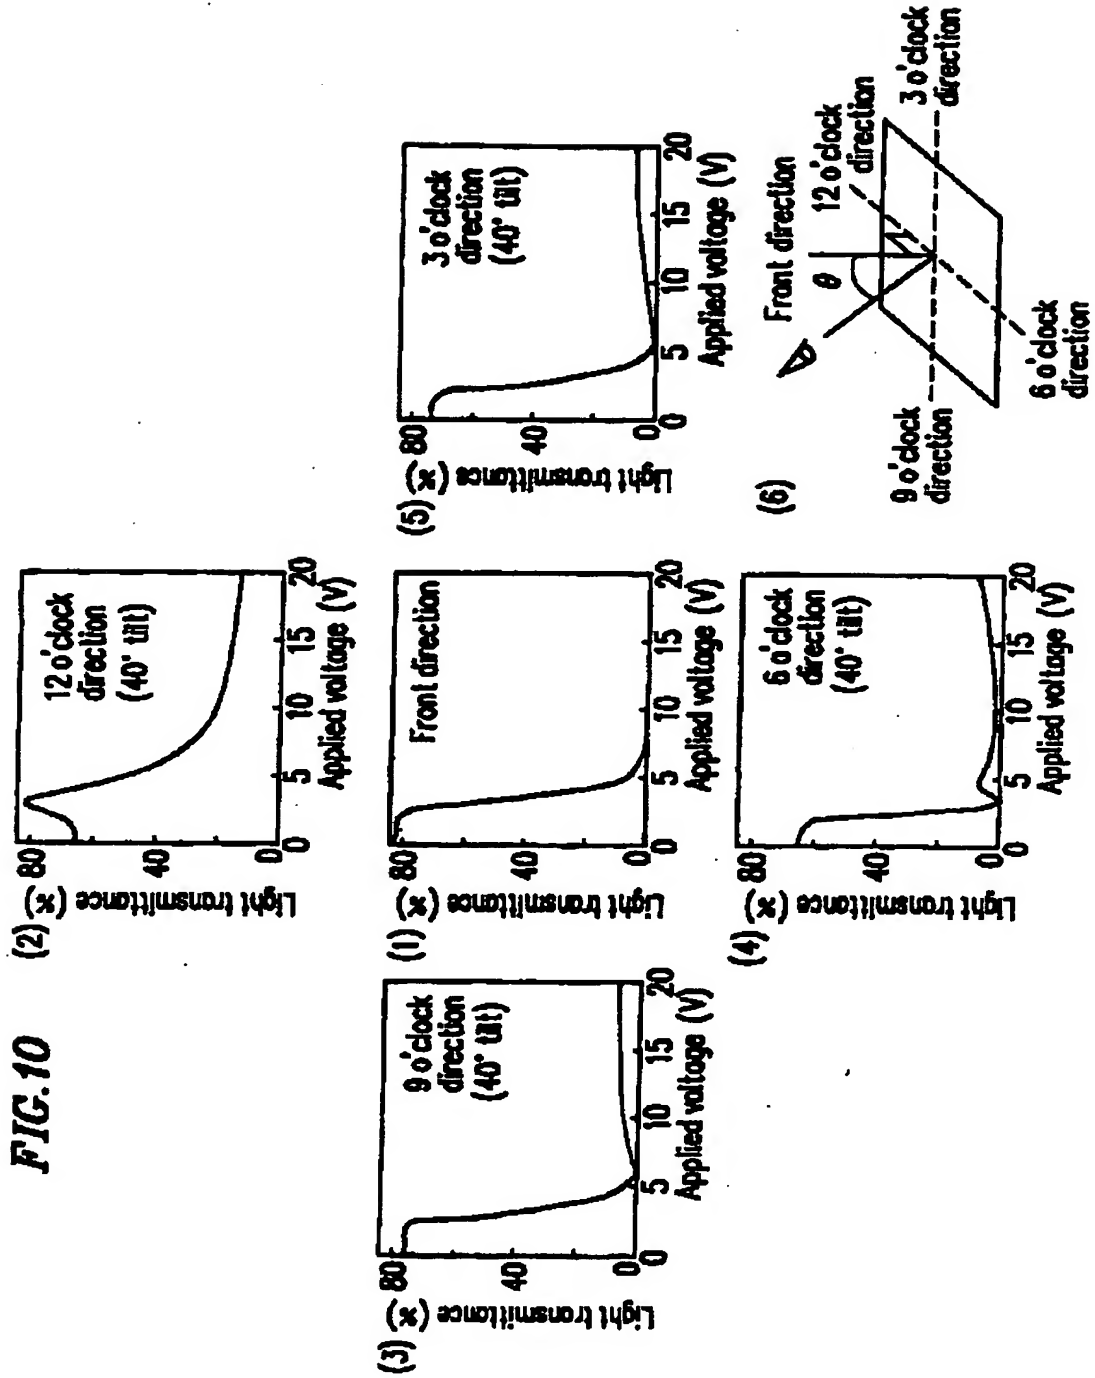 FIG.10
(2)
Light transmittance (%)
80
40
0
12 o'clock
direction
(40° tilt)
0 5 10 15 20
Applied voltage (V)
(3)
Light transmittance (%)
80
40
0
9 o'clock
direction
(40° tilt)
0 5 10 15 20
Applied voltage (V)
(1)
Light transmittance (%)
80
40
0
Front direction
0 5 10 15 20
Applied voltage (V)
(5)
Light transmittance (%)
80
40
0
3 o'clock
direction
(40° tilt)
0 5 10 15 20
Applied voltage (V)
(4)
Light transmittance (%)
80
40
0
6 o'clock
direction
(40° tilt)
0 5 10 15 20
Applied voltage (V)
(6)
Front direction
θ
12 o'clock
direction
3 o'clock
direction
9 o'clock
direction
6 o'clock
direction